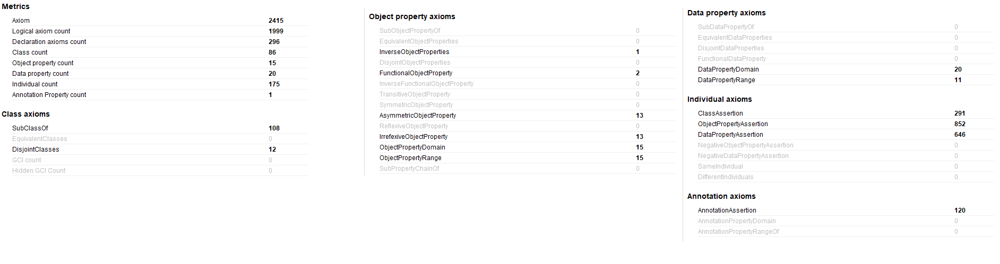 Metrics
Axiom 2415
Logical axiom count 1999
Declaration axioms count 296
Class count 86
Object property count 15
Data property count 20
Individual count 175
Annotation Property count 1
Class axioms
SubClassOf 108
EquivalentClasses 0
DisjointClasses 12
GCI count 0
Hidden GCI Count 0
Object property axioms
SubObjectPropertyOf 0
EquivalentObjectProperties 0
InverseObjectProperties 1
DisjointObjectProperties 0
FunctionalObjectProperty 2
InverseFunctionalObjectProperty 0
TransitiveObjectProperty 0
SymmetricObjectProperty 0
AsymmetricObjectProperty 13
ReflexiveObjectProperty 0
IrrefexiveObjectProperty 13
ObjectPropertyDomain 15
ObjectPropertyRange 15
SubPropertyChainOf 0
Data property axioms
SubDataPropertyOf 0
EquivalentDataProperties 0
DisjointDataProperties 0
FunctionalDataProperty 0
DataPropertyDomain 20
DataPropertyRange 11
Individual axioms
ClassAssertion 291
ObjectPropertyAssertion 852
DataPropertyAssertion 646
NegativeObjectPropertyAssertion 0
NegativeDataPropertyAssertion 0
SameIndividual 0
DifferentIndividuals 0
Annotation axioms
AnnotationAssertion 120
AnnotationPropertyDomain 0
AnnotationPropertyRangeOf 0